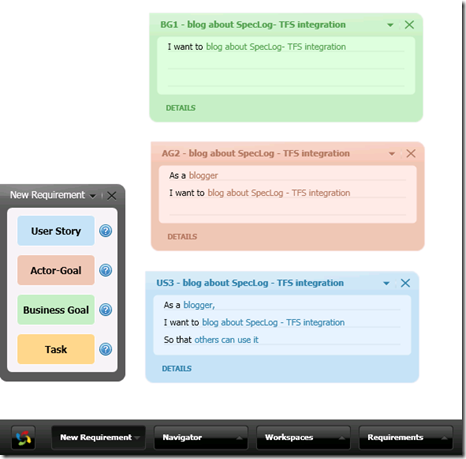 BG1 - blog about SpecLog - TFS integration
I want to blog about SpecLog- TFS integration
DETAILS
AG2 - blog about SpecLog - TFS integration
As a blogger
I want to blog about SpecLog - TFS integration
DETAILS
New Requirement
User Story
Actor-Goal
Business Goal
Task
US3 - blog about SpecLog - TFS integration
As a blogger,
I want to blog about SpecLog - TFS integration
So that others can use it
DETAILS
New Requirement
Navigator
Workspaces
Requirements